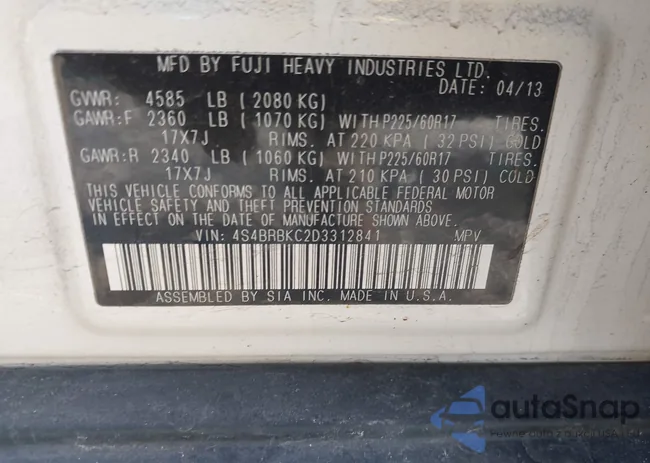 MFD BY FUJI HEAVY INDUSTRIES LTD.
DATE: 04/13
GVWR: 4585 LB ( 2080 KG)
GAWR:F 2360 LB ( 1070 KG) WITH P225/60R17 TIRES.
17X7J RIMS. AT 220 KPA ( 32 PSI) COLD
GAWR:R 2340 LB ( 1060 KG) WITH P225/60R17 TIRES.
17X7J RIMS. AT 210 KPA ( 30 PSI) COLD
THIS VEHICLE CONFORMS TO ALL APPLICABLE FEDERAL MOTOR
VEHICLE SAFETY AND THEFT PREVENTION STANDARDS
IN EFFECT ON THE DATE OF MANUFACTURE SHOWN ABOVE.
VIN: 4S4BRBKC2D3312841 MPV
ASSEMBLED BY SIA INC. MADE IN U.S.A.
autoSnap